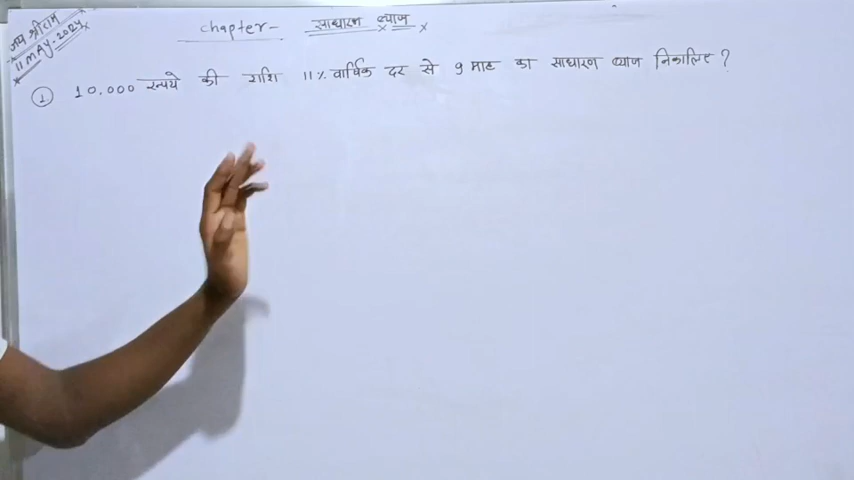 जय श्रीराम
11 MAY-2024
chapter- साधारण ब्याज
1 10.000 रुपये की राशि 11% वार्षिक दर से 9 माह का साधारण ब्याज निकालिए ?